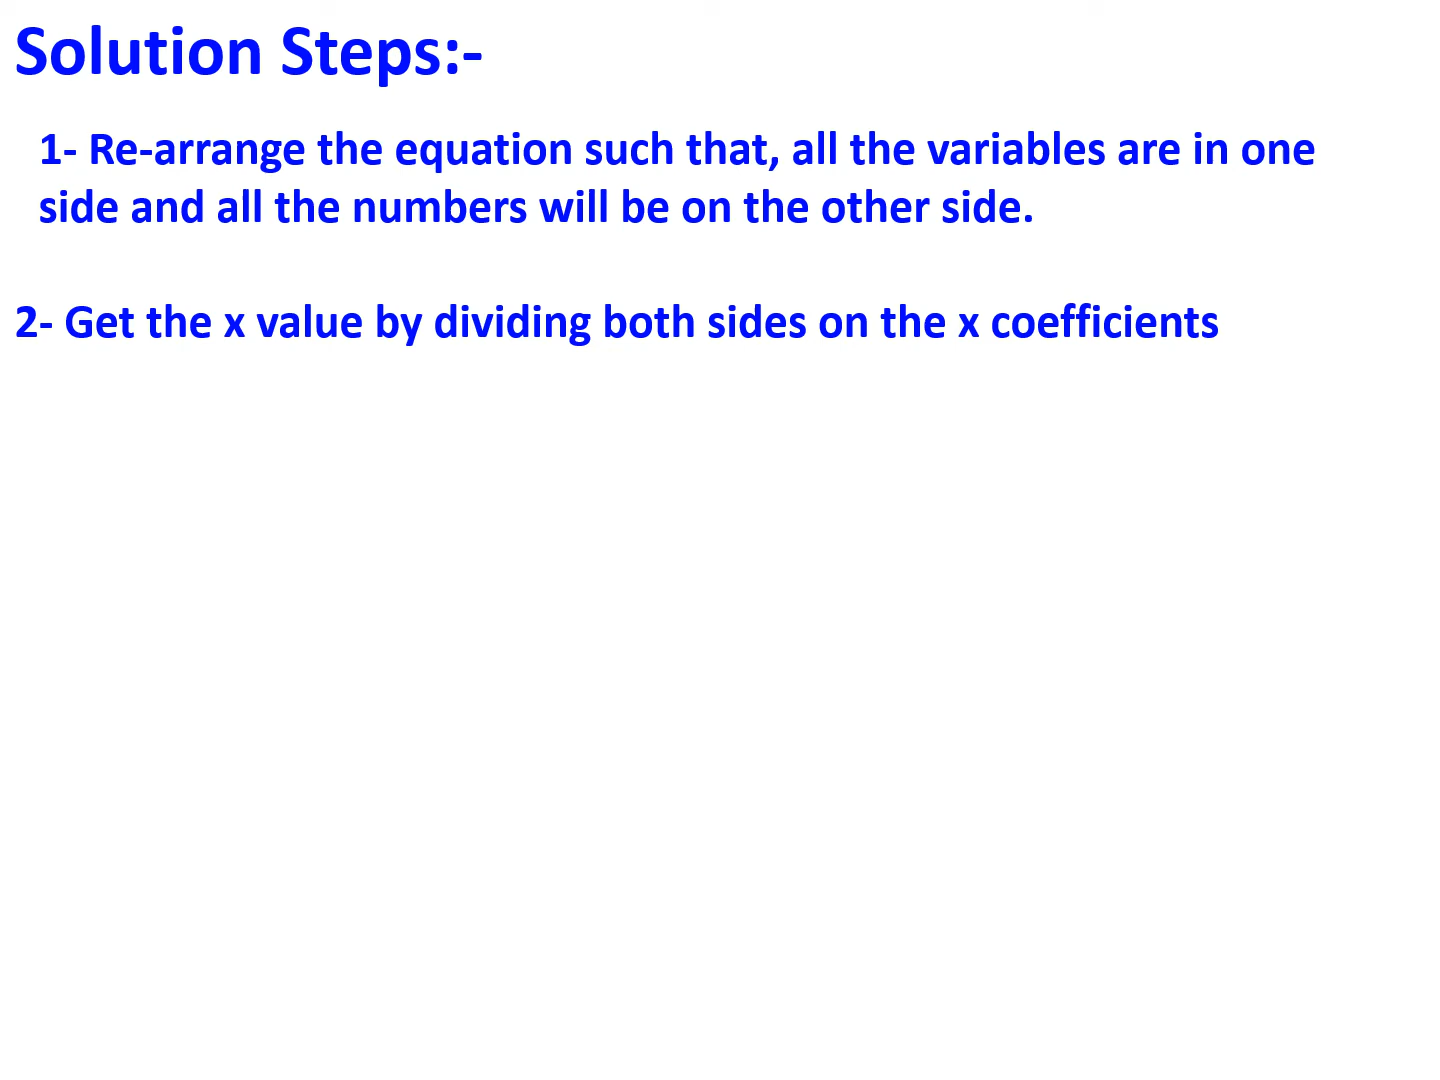 Solution Steps:-
1- Re-arrange the equation such that, all the variables are in one
side and all the numbers will be on the other side.
2- Get the x value by dividing both sides on the x coefficients